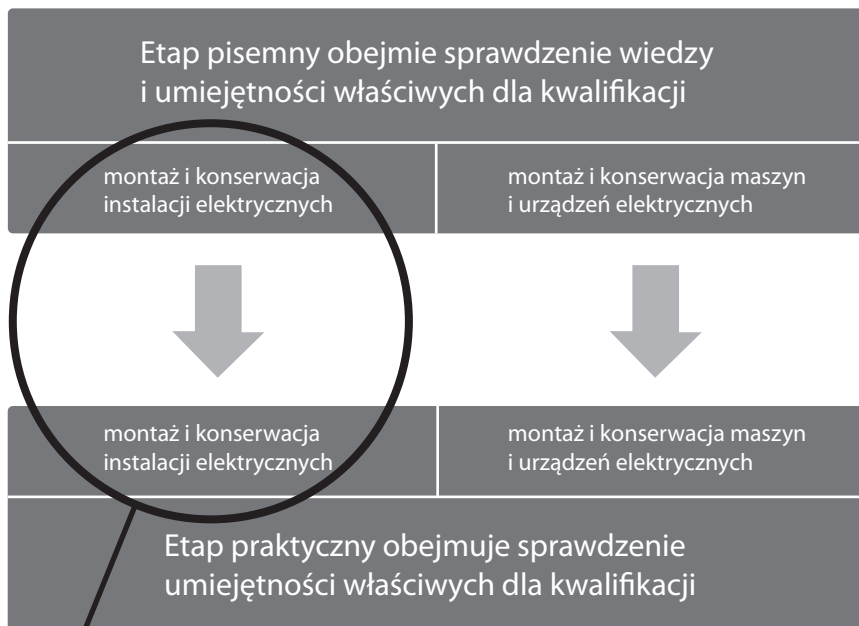 Etap pisemny obejmie sprawdzenie wiedzy
i umiejętności właściwych dla kwalifikacji
montaż i konserwacja
instalacji elektrycznych
montaż i konserwacja maszyn
i urządzeń elektrycznych
montaż i konserwacja
instalacji elektrycznych
montaż i konserwacja maszyn
i urządzeń elektrycznych
Etap praktyczny obejmuje sprawdzenie
umiejętności właściwych dla kwalifikacji